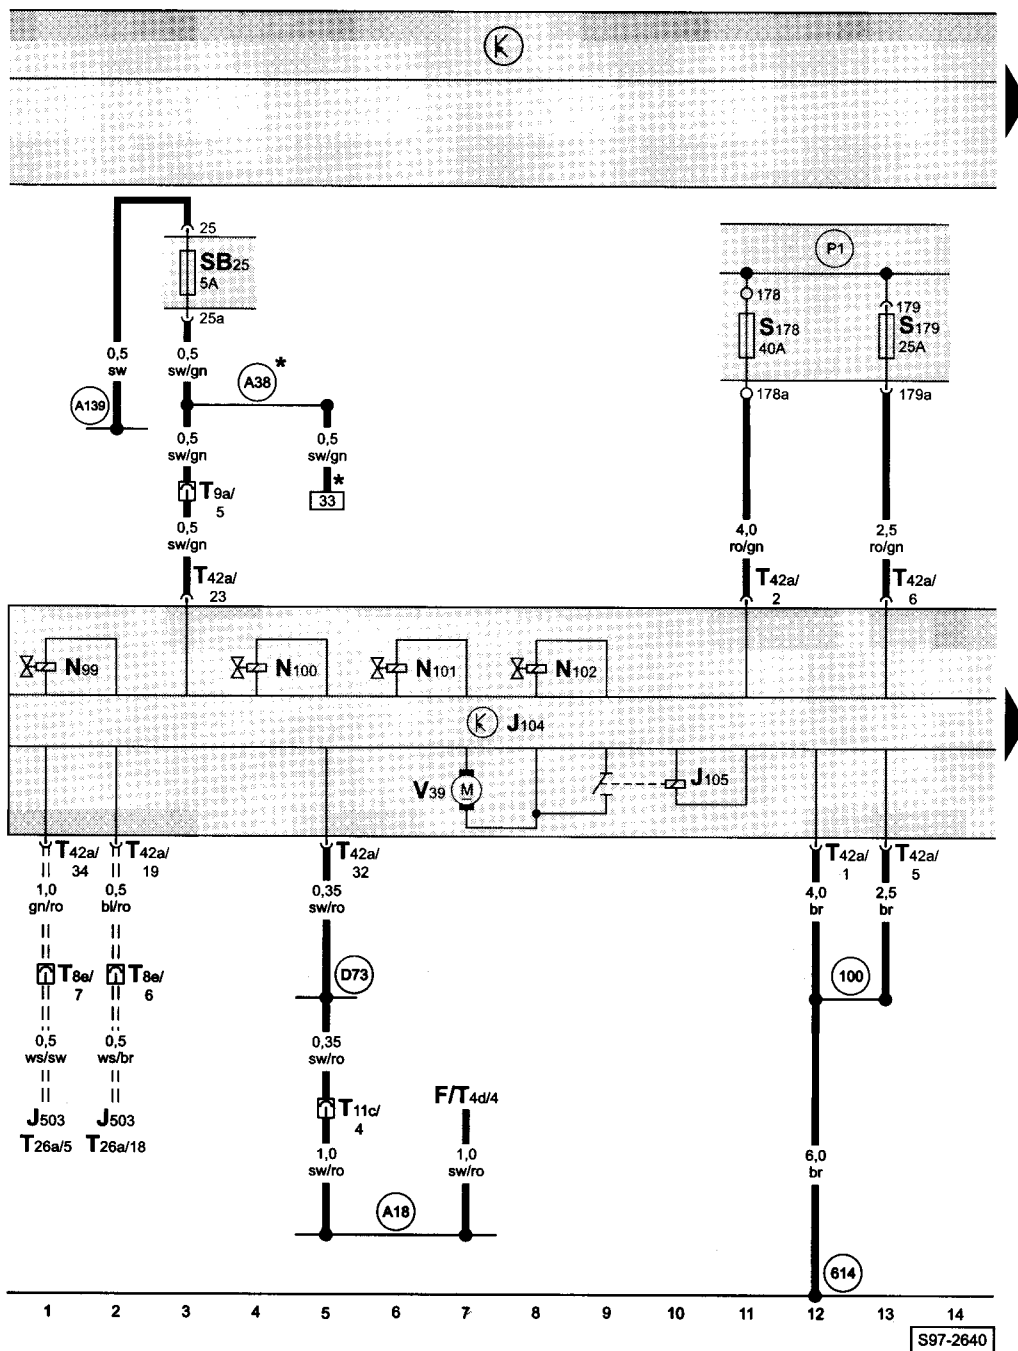 25
SB25
5A
25a
P1
178
S178
40A
178a
179
S179
25A
179a
0,5
sw
0,5
sw/gn
A139
A38
*
0,5
sw/gn
0,5
sw/gn
*
33
T9a/
5
0,5
sw/gn
4,0
ro/gn
2,5
ro/gn
T42a/
23
T42a/
2
T42a/
6
N99
N100
N101
N102
J104
V39
M
J105
T42a/
34
T42a/
19
T42a/
32
T42a/
1
T42a/
5
1,0
gn/ro
0,5
bl/ro
0,35
sw/ro
4,0
br
2,5
br
T8e/
7
T8e/
6
D73
100
0,5
ws/sw
0,5
ws/br
0,35
sw/ro
J503
T26a/5
J503
T26a/18
T11c/
4
F/T4d/4
1,0
sw/ro
1,0
sw/ro
6,0
br
A18
614
1 2 3 4 5 6 7 8 9 10 11 12 13 14
S97-2640